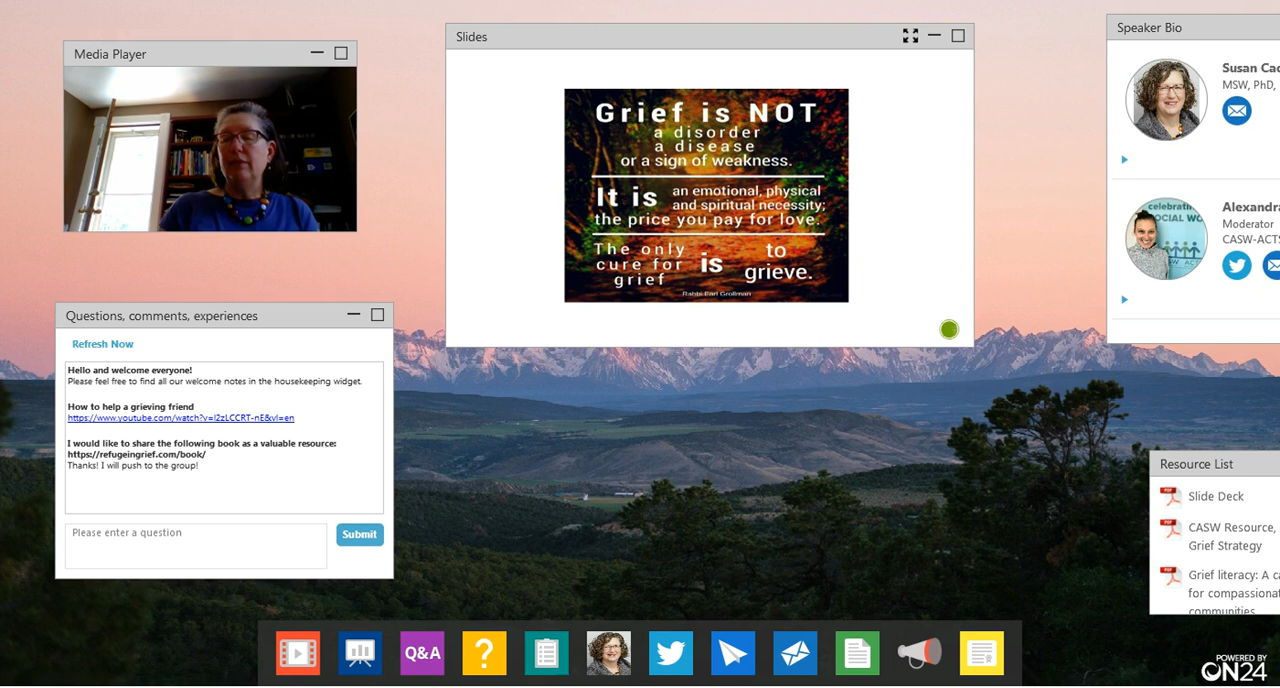 Media Player
Slides
Grief is NOT
a disorder
a disease
or a sign of weakness.
It is an emotional, physical
and spiritual necessity;
the price you pay for love.
The only
cure for
grief
is
to
grieve.
Rabbi Earl Grollman
Speaker Bio
Susan Cad
MSW, PhD,
celebratin
SOCIAL WO
Alexandra
Moderator
CASW-ACTS
Questions, comments, experiences
Refresh Now
Hello and welcome everyone!
Please feel free to find all our welcome notes in the housekeeping widget.
How to help a grieving friend
https://www.youtube.com/watch?v=l2zLCCRT-nE&vl=en
I would like to share the following book as a valuable resource:
https://refugeingrief.com/book/
Thanks! I will push to the group!
Please enter a question
Submit
Resource List
Slide Deck
CASW Resource,
Grief Strategy
Grief literacy: A ca
for compassionat
communities
Q&A
?
POWERED BY
ON24